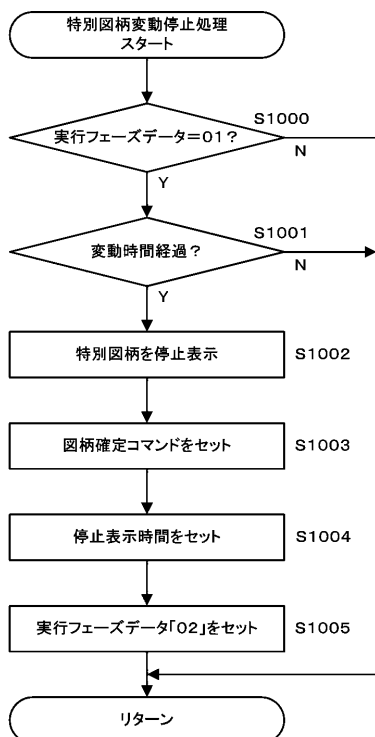 特別図柄変動停止処理
スタート
S1000
実行フェーズデータ=01?
N
Y
S1001
変動時間経過?
N
Y
特別図柄を停止表示
S1002
図柄確定コマンドをセット
S1003
停止表示時間をセット
S1004
実行フェーズデータ「02」をセット
S1005
リターン